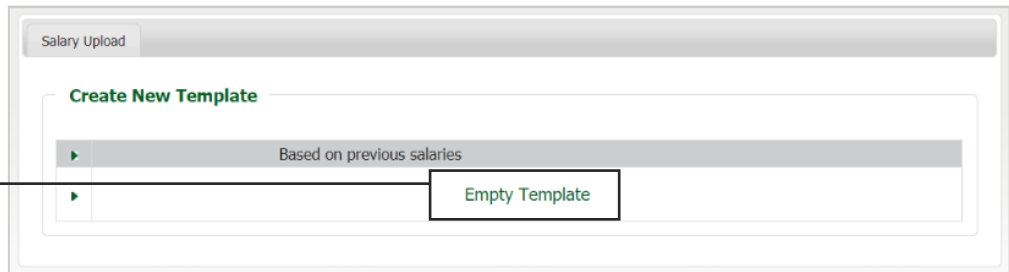 Salary Upload
Create New Template
Based on previous salaries
Empty Template